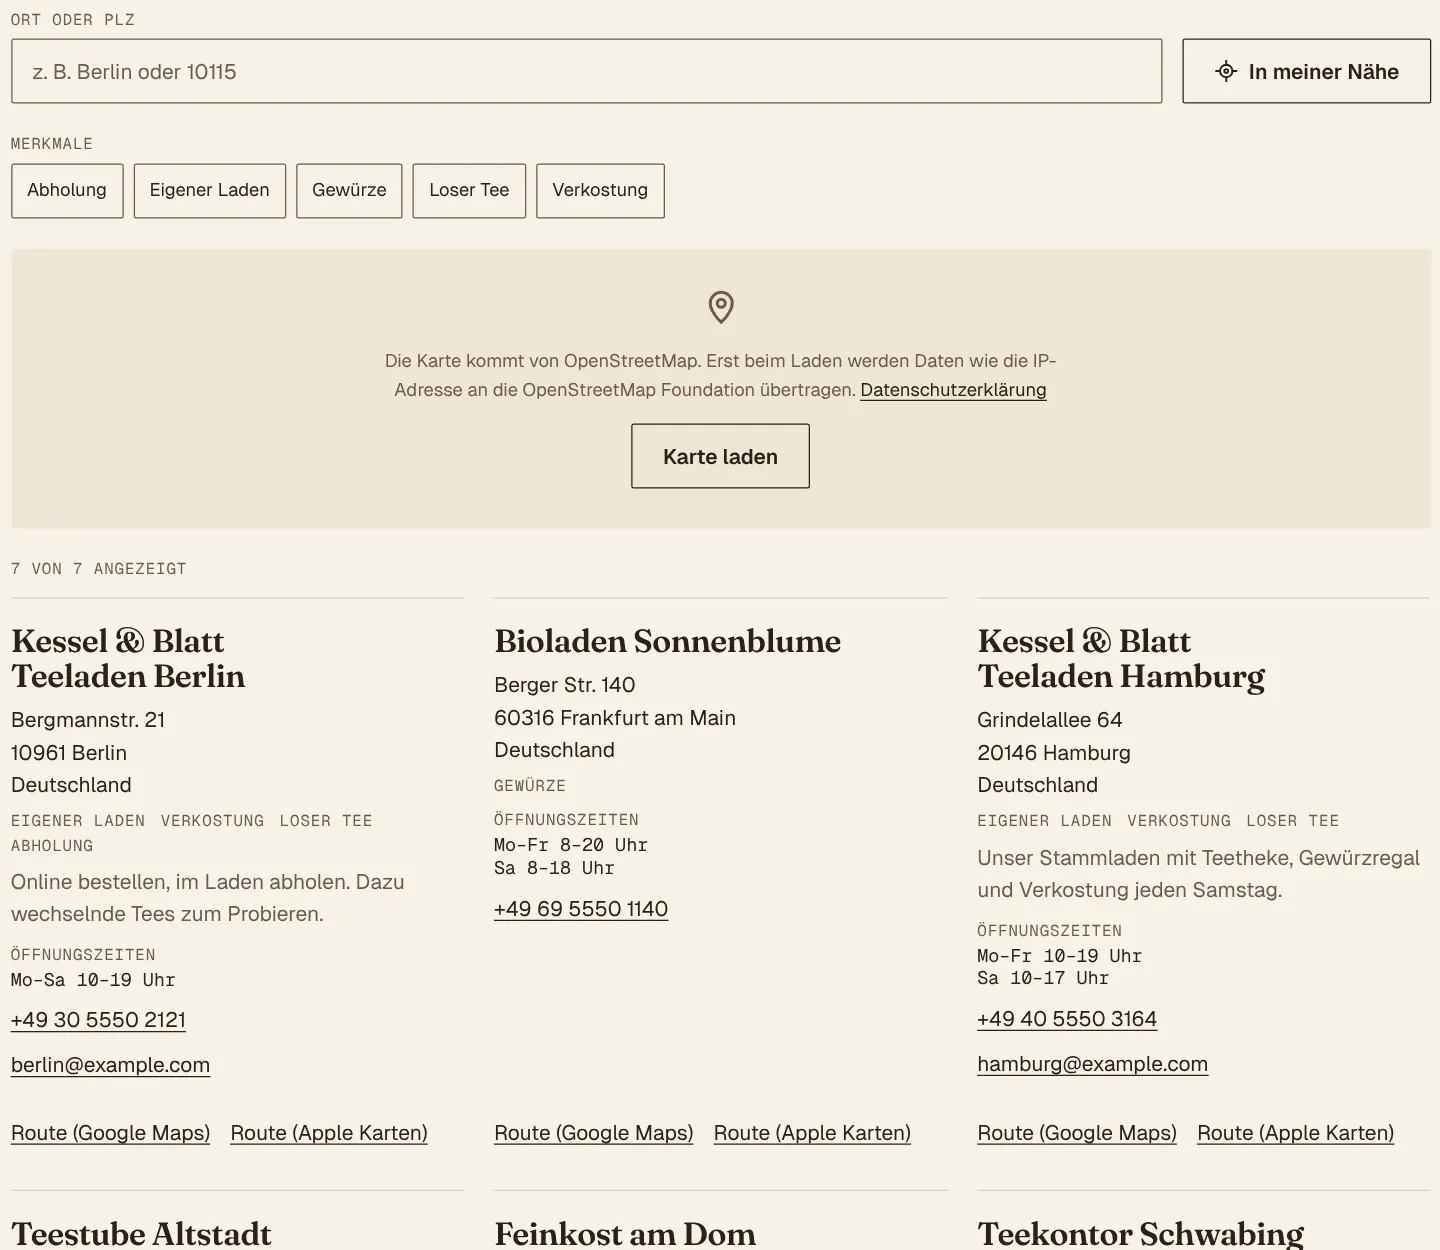 ORT ODER PLZ
z. B. Berlin oder 10115
In meiner Nähe
MERKMALE
Abholung
Eigener Laden
Gewürze
Loser Tee
Verkostung
Die Karte kommt von OpenStreetMap. Erst beim Laden werden Daten wie die IP-
Adresse an die OpenStreetMap Foundation übertragen. Datenschutzerklärung
Karte laden
7 VON 7 ANGEZEIGT
Kessel & Blatt
Teeladen Berlin
Bergmannstr. 21
10961 Berlin
Deutschland
EIGENER LADEN VERKOSTUNG LOSER TEE
ABHOLUNG
Online bestellen, im Laden abholen. Dazu
wechselnde Tees zum Probieren.
ÖFFNUNGSZEITEN
Mo–Sa 10–19 Uhr
+49 30 5550 2121
berlin@example.com
Route (Google Maps) Route (Apple Karten)
Bioladen Sonnenblume
Berger Str. 140
60316 Frankfurt am Main
Deutschland
GEWÜRZE
ÖFFNUNGSZEITEN
Mo–Fr 8–20 Uhr
Sa 8–18 Uhr
+49 69 5550 1140
Route (Google Maps) Route (Apple Karten)
Kessel & Blatt
Teeladen Hamburg
Grindelallee 64
20146 Hamburg
Deutschland
EIGENER LADEN VERKOSTUNG LOSER TEE
Unser Stammladen mit Teetheke, Gewürzregal
und Verkostung jeden Samstag.
ÖFFNUNGSZEITEN
Mo–Fr 10–19 Uhr
Sa 10–17 Uhr
+49 40 5550 3164
hamburg@example.com
Route (Google Maps) Route (Apple Karten)
Teestube Altstadt
Feinkost am Dom
Teekontor Schwabing